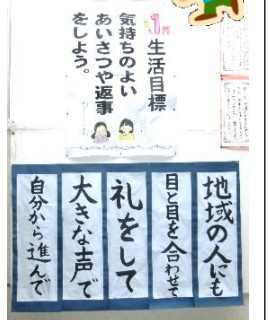 生活目標
気持ちのよい
あいさつや返事
をしよう。
地域の人にも
目と目を合わせて
礼をして
大きな声で
自分から進んで